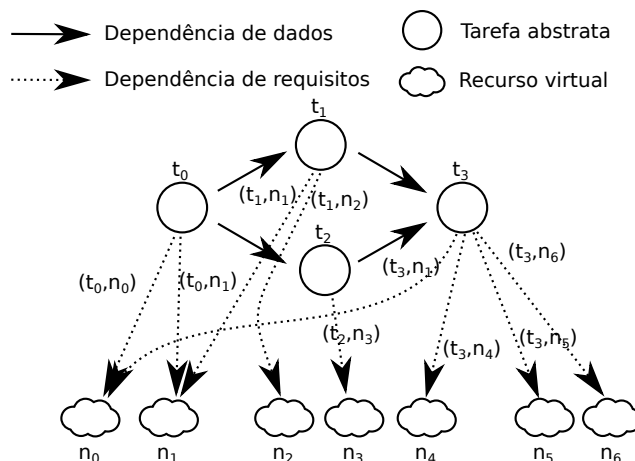 Dependência de dados
Tarefa abstrata
Dependência de requisitos
Recurso virtual
t1
t0
t3
(t1,n1)
(t1,n2)
t2
(t3,n6)
(t0,n0)
(t0,n1)
(t3,n1)
(t2,n3)
(t3,n4)
(t3,n5)
n0
n1
n2
n3
n4
n5
n6